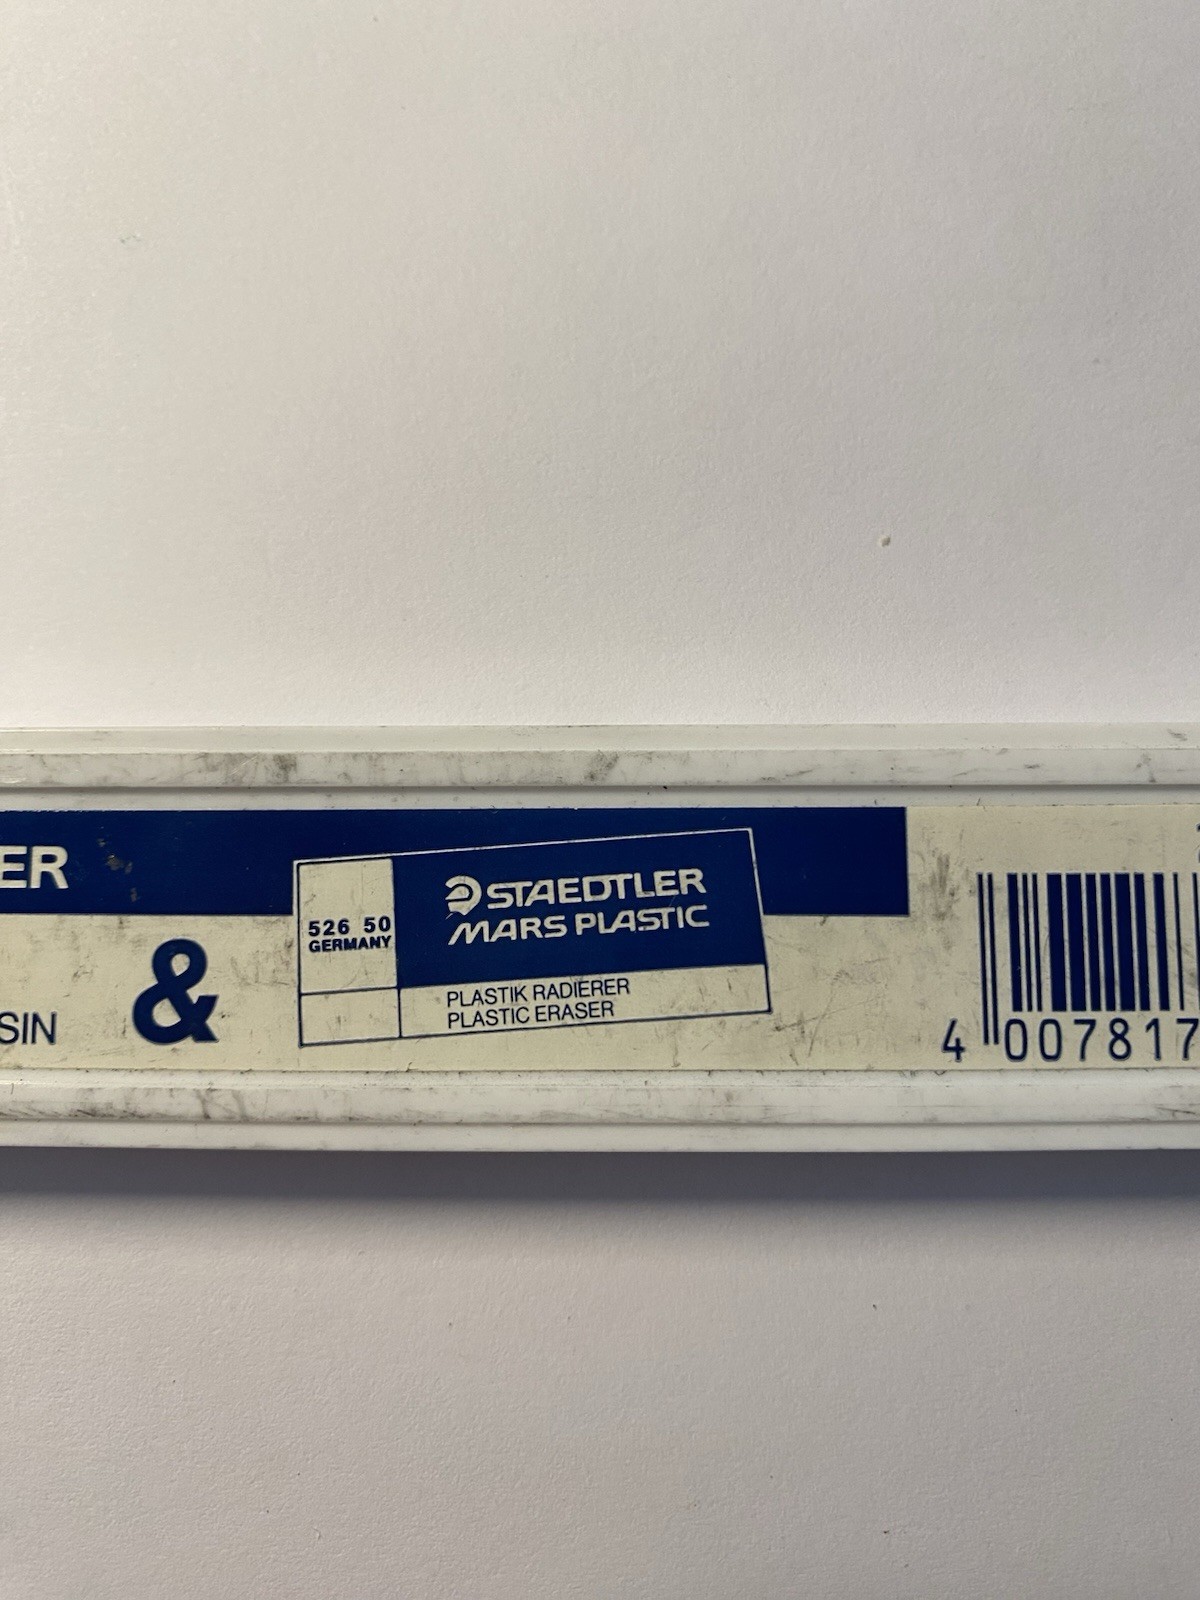 ER
SIN
&
526 50
GERMANY
STAEDTLER
MARS PLASTIC
PLASTIK RADIERER
PLASTIC ERASER
4 007817